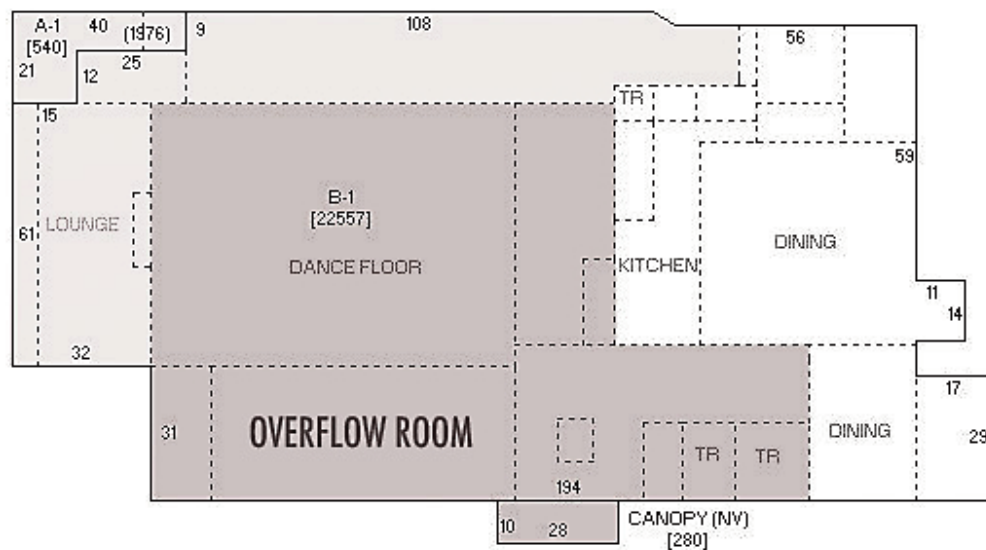 A-1
[540]
40
(1976)
9
108
56
21
12
25
TR
15
59
B-1
[22557]
LOUNGE
61
DANCE FLOOR
KITCHEN
DINING
11
14
32
17
31
OVERFLOW ROOM
DINING
29
TR
TR
194
10
28
CANOPY (NV)
[280]